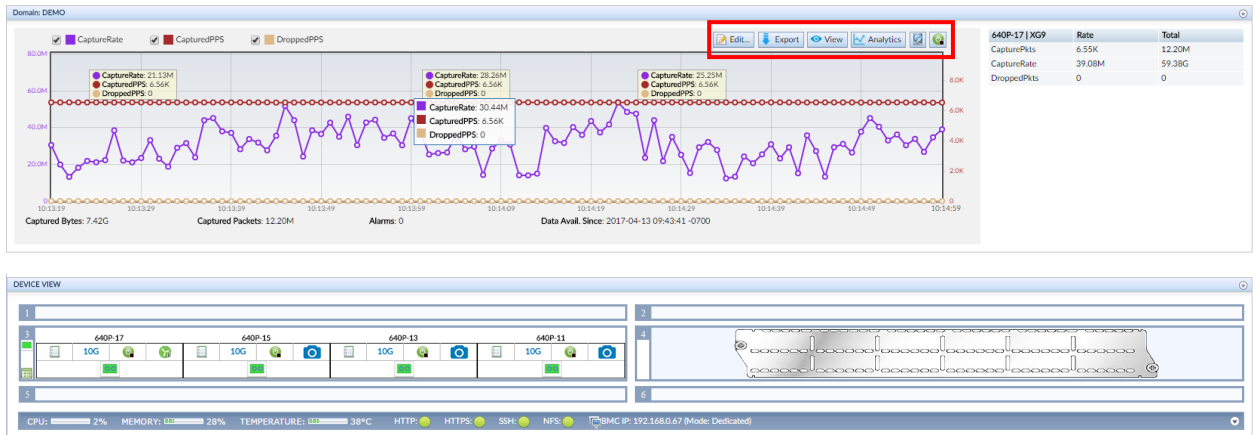 Domain: DEMO
CaptureRate CapturedPPS DroppedPPS
Edit... Export View Analytics
640P-17 | XG9 Rate Total
CapturePkts 6.55K 12.20M
CaptureRate 39.08M 59.38G
DroppedPkts 0 0
80.0M
60.0M
40.0M
20.0M
0
CaptureRate: 21.13M
CapturedPPS: 6.56K
DroppedPPS: 0
CaptureRate: 28.26M
CapturedPPS: 6.56K
DroppedPPS: 0
CaptureRate: 30.44M
CapturedPPS: 6.56K
DroppedPPS: 0
CaptureRate: 25.25M
CapturedPPS: 6.56K
DroppedPPS: 0
8.0K
6.0K
4.0K
2.0K
0
10:13:19 10:13:29 10:13:39 10:13:49 10:13:59 10:14:09 10:14:19 10:14:29 10:14:39 10:14:49 10:14:59
Captured Bytes: 7.42G Captured Packets: 12.20M Alarms: 0 Data Avail. Since: 2017-04-13 09:43:41 -0700
DEVICE VIEW
1 2
3 4
640P-17 640P-15 640P-13 640P-11
10G 10G 10G 10G
5 6
CPU: 2% MEMORY: 28% TEMPERATURE: 38°C HTTP: HTTPS: SSH: NFS: BMC IP: 192.168.0.67 (Mode: Dedicated)